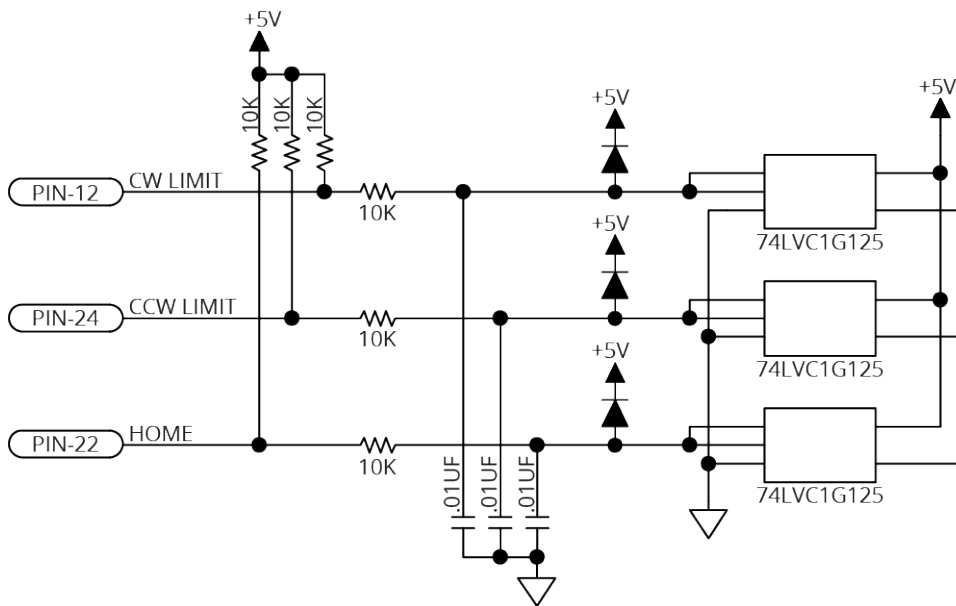 +5V
10K
10K
10K
+5V
+5V
PIN-12
CW LIMIT
10K
74LVC1G125
+5V
PIN-24
CCW LIMIT
10K
74LVC1G125
+5V
PIN-22
HOME
10K
74LVC1G125
.01UF
.01UF
.01UF